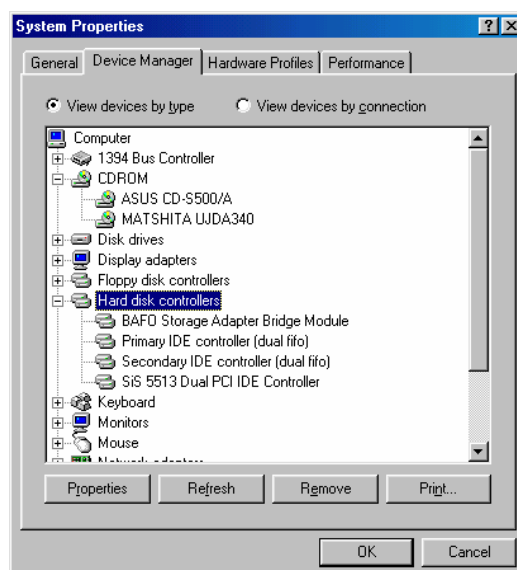 System Properties
General Device Manager Hardware Profiles Performance
View devices by type View devices by connection
Computer
1394 Bus Controller
CDROM
ASUS CD-S500/A
MATSHITA UJDA340
Disk drives
Display adapters
Floppy disk controllers
Hard disk controllers
BAFO Storage Adapter Bridge Module
Primary IDE controller (dual fifo)
Secondary IDE controller (dual fifo)
SiS 5513 Dual PCI IDE Controller
Keyboard
Monitors
Mouse
Network adapters
Properties Refresh Remove Print...
OK Cancel